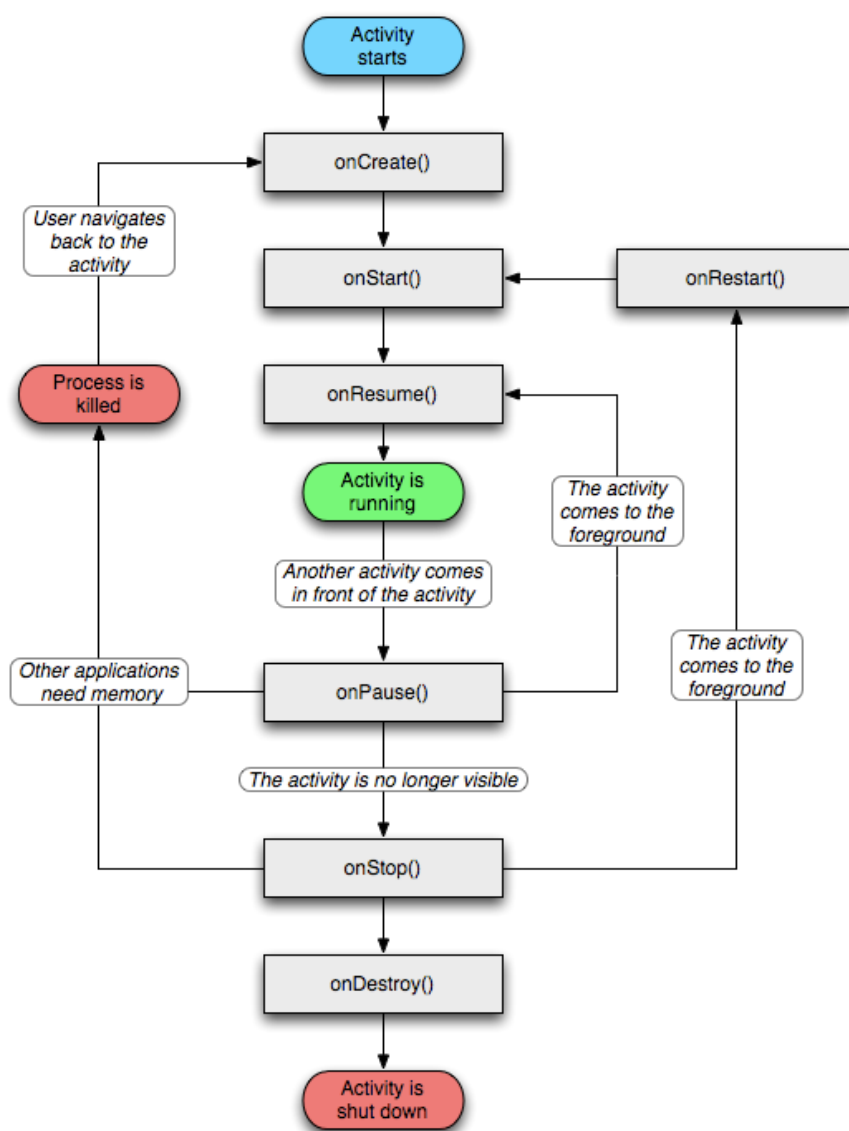 Activity
starts
onCreate()
User navigates
back to the
activity
onStart()
onRestart()
Process is
killed
onResume()
Activity is
running
The activity
comes to the
foreground
Another activity comes
in front of the activity
The activity
comes to the
foreground
Other applications
need memory
onPause()
The activity is no longer visible
onStop()
onDestroy()
Activity is
shut down